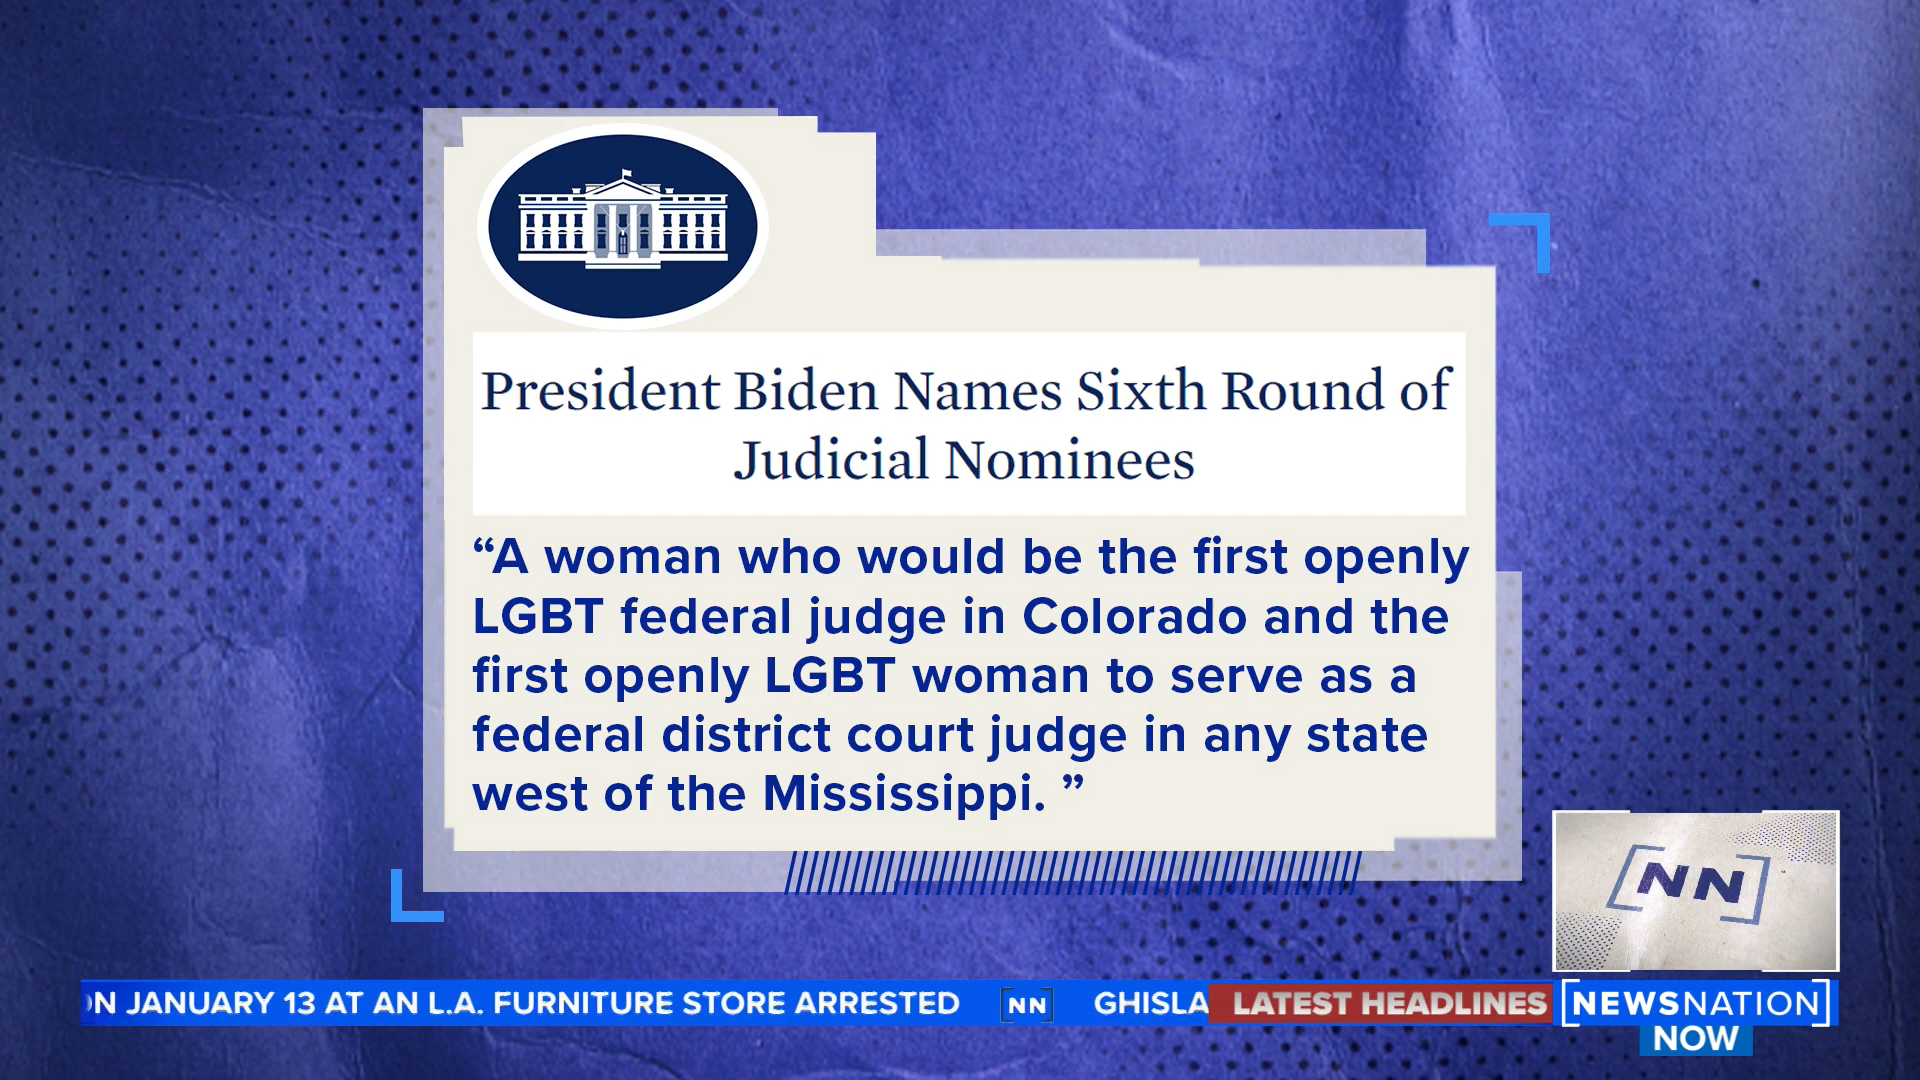 President Biden Names Sixth Round of
Judicial Nominees
“A woman who would be the first openly
LGBT federal judge in Colorado and the
first openly LGBT woman to serve as a
federal district court judge in any state
west of the Mississippi. ”
NN
N JANUARY 13 AT AN L.A. FURNITURE STORE ARRESTED NN GHISLA LATEST HEADLINES NEWSNATION
NOW